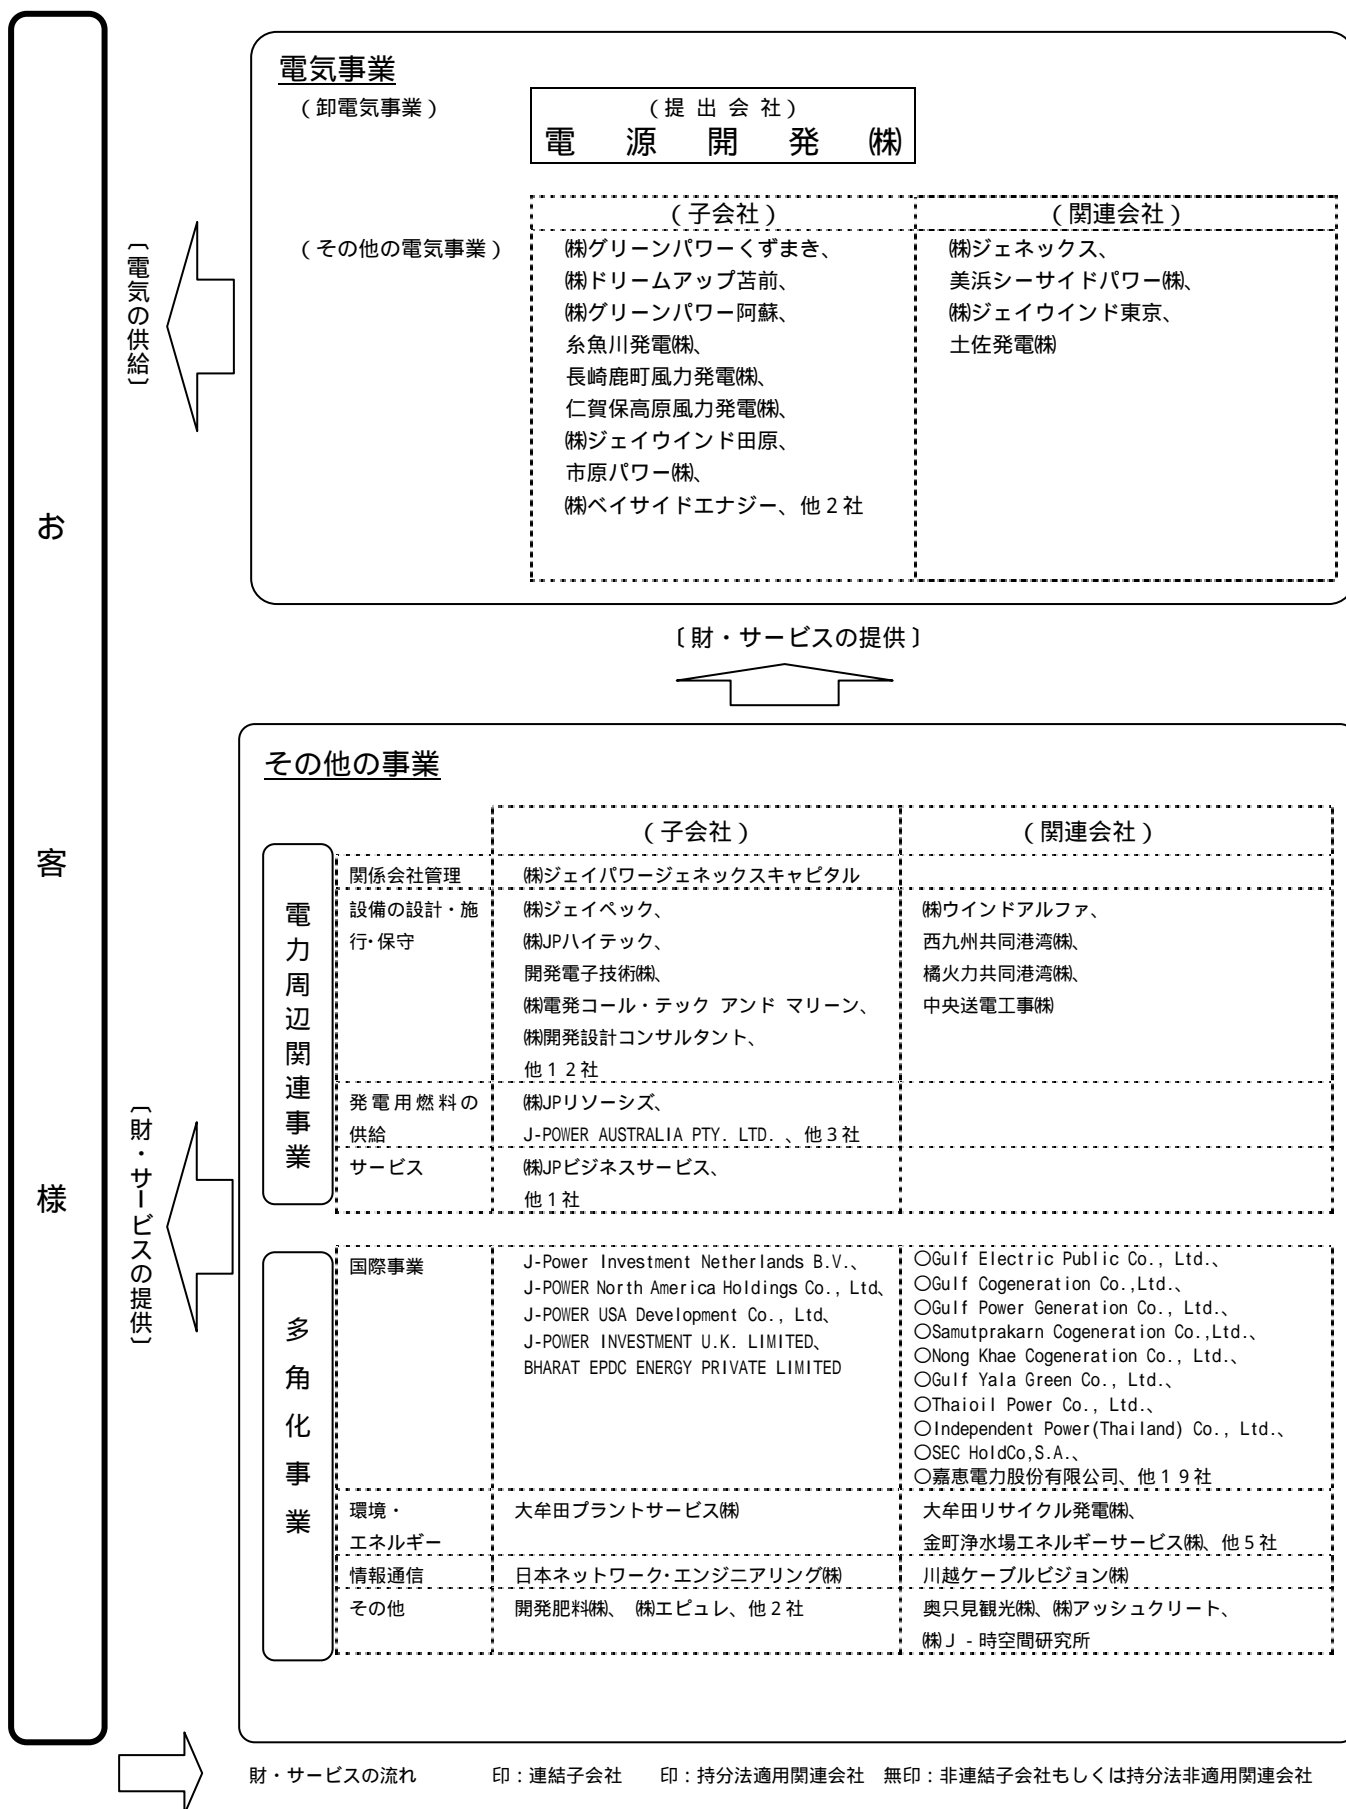 電気事業
(卸電気事業)
(提出会社)
電源開発㈱
(子会社) (関連会社)
(その他の電気事業)
㈱グリーンパワーくずまき、
㈱ドリームアップ苫前、
㈱グリーンパワー阿蘇、
糸魚川発電㈱、
長崎鹿町風力発電㈱、
仁賀保高原風力発電㈱、
㈱ジェイウインド田原、
市原パワー㈱、
㈱ベイサイドエナジー、他2社
㈱ジェネックス、
美浜シーサイドパワー㈱、
㈱ジェイウインド東京、
土佐発電㈱
〔電気の供給〕
お客様
〔財・サービスの提供〕
その他の事業
(子会社) (関連会社)
電力周辺関連事業
関係会社管理
㈱ジェイパワージェネックスキャピタル
設備の設計・施
行・保守
㈱ジェイペック、
㈱JPハイテック、
開発電子技術㈱、
㈱電発コール・テック アンド マリーン、
㈱開発設計コンサルタント、
他12社
㈱ウインドアルファ、
西九州共同港湾㈱、
橘火力共同港湾㈱、
中央送電工事㈱
発電用燃料の
供給
㈱JPリソーシズ、
J-POWER AUSTRALIA PTY. LTD. 、他3社
サービス
㈱JPビジネスサービス、
他1社
〔財・サービスの提供〕
多角化事業
国際事業
J-Power Investment Netherlands B.V.、
J-POWER North America Holdings Co., Ltd、
J-POWER USA Development Co., Ltd、
J-POWER INVESTMENT U.K. LIMITED、
BHARAT EPDC ENERGY PRIVATE LIMITED
○Gulf Electric Public Co., Ltd.、
○Gulf Cogeneration Co.,Ltd.、
○Gulf Power Generation Co., Ltd.、
○Samutprakarn Cogeneration Co.,Ltd.、
○Nong Khae Cogeneration Co., Ltd.、
○Gulf Yala Green Co., Ltd.、
○Thaioil Power Co., Ltd.、
○Independent Power(Thailand) Co., Ltd.、
○SEC HoldCo,S.A.、
○嘉恵電力股份有限公司、他19社
環境・
エネルギー
大牟田プラントサービス㈱
大牟田リサイクル発電㈱、
金町浄水場エネルギーサービス㈱、他5社
情報通信
日本ネットワーク・エンジニアリング㈱
川越ケーブルビジョン㈱
その他
開発肥料㈱、 ㈱エピュレ、他2社
奥只見観光㈱、㈱アッシュクリート、
㈱J-時空間研究所
財・サービスの流れ 印:連結子会社 印:持分法適用関連会社 無印:非連結子会社もしくは持分法非適用関連会社